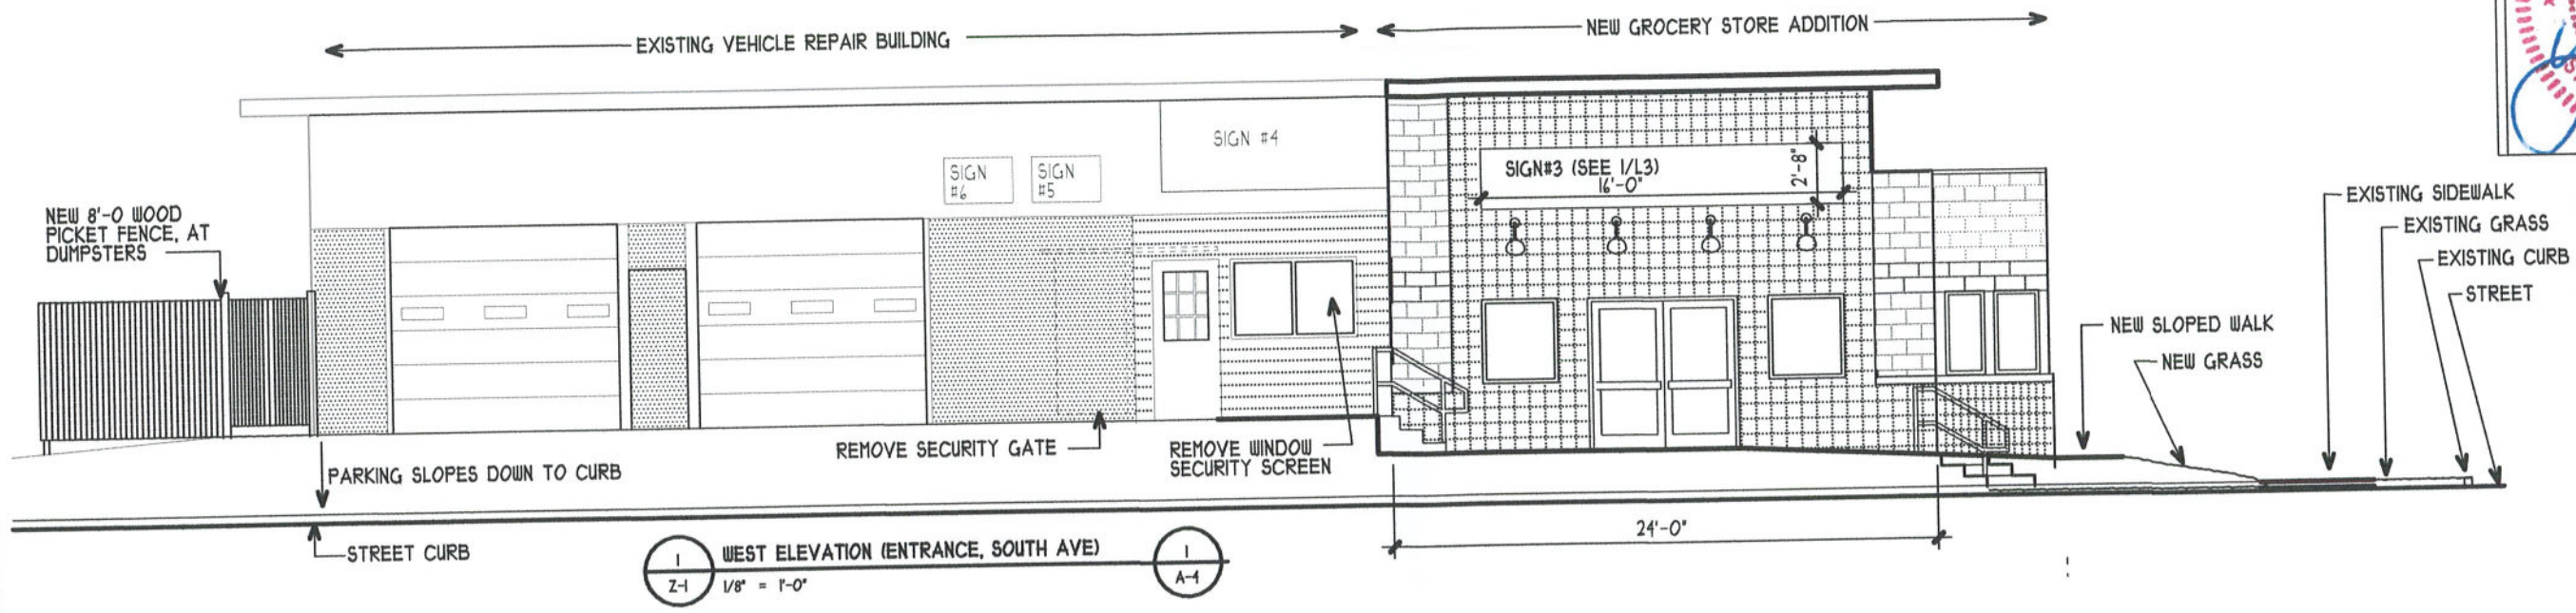 EXISTING VEHICLE REPAIR BUILDING
NEW GROCERY STORE ADDITION
SIGN #4
SIGN
#6
SIGN
#5
SIGN#3 (SEE 1/L3)
16'-0"
2'-8"
NEW 8'-0 WOOD
PICKET FENCE, AT
DUMPSTERS
EXISTING SIDEWALK
EXISTING GRASS
EXISTING CURB
STREET
NEW SLOPED WALK
NEW GRASS
REMOVE SECURITY GATE
REMOVE WINDOW
SECURITY SCREEN
PARKING SLOPES DOWN TO CURB
STREET CURB
24'-0"
1
Z-1
WEST ELEVATION (ENTRANCE, SOUTH AVE)
1/8" = 1'-0"
1
A-4